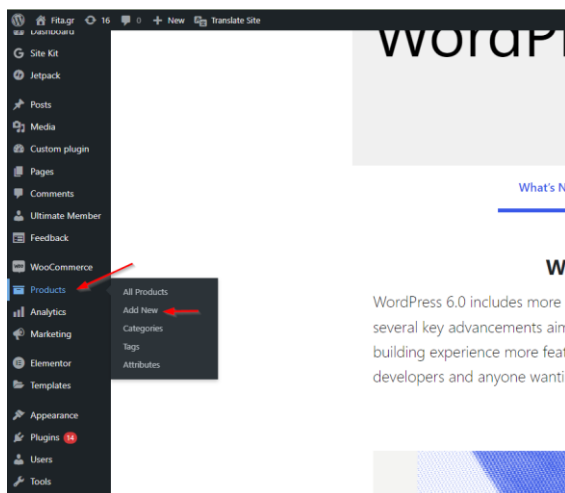 Fita.gr 16 0 + New Translate Site
Dashboard
Site Kit
Jetpack
Posts
Media
Custom plugin
Pages
Comments
Ultimate Member
Feedback
WooCommerce
Products
Analytics
Marketing
Elementor
Templates
Appearance
Plugins 14
Users
Tools
All Products
Add New
Categories
Tags
Attributes
WordP
What's N
W
WordPress 6.0 includes more
several key advancements aim
building experience more feat
developers and anyone wanti